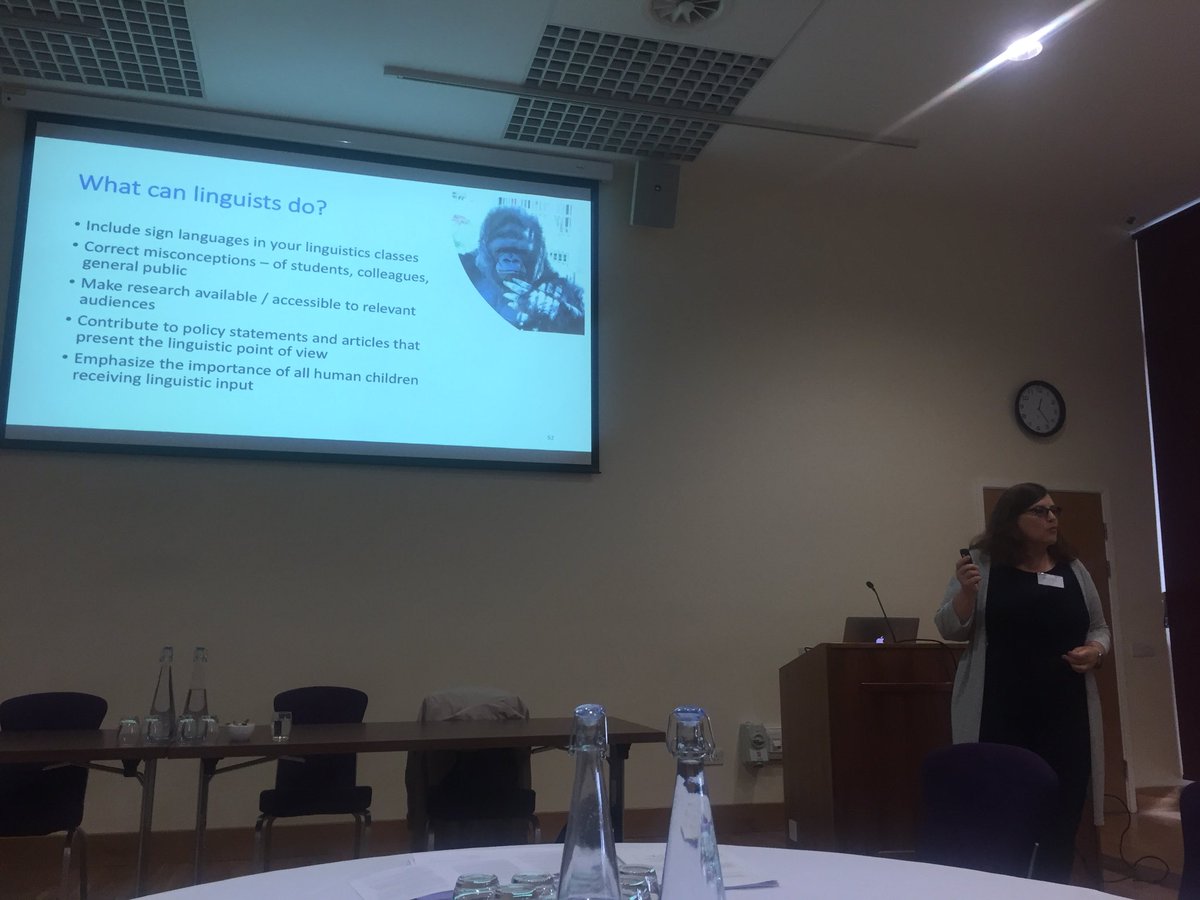 What can linguists do?
• Include sign languages in your linguistics classes
• Correct misconceptions – of students, colleagues,
general public
• Make research available / accessible to relevant
audiences
• Contribute to policy statements and articles that
present the linguistic point of view
• Emphasize the importance of all human children
receiving linguistic input
52